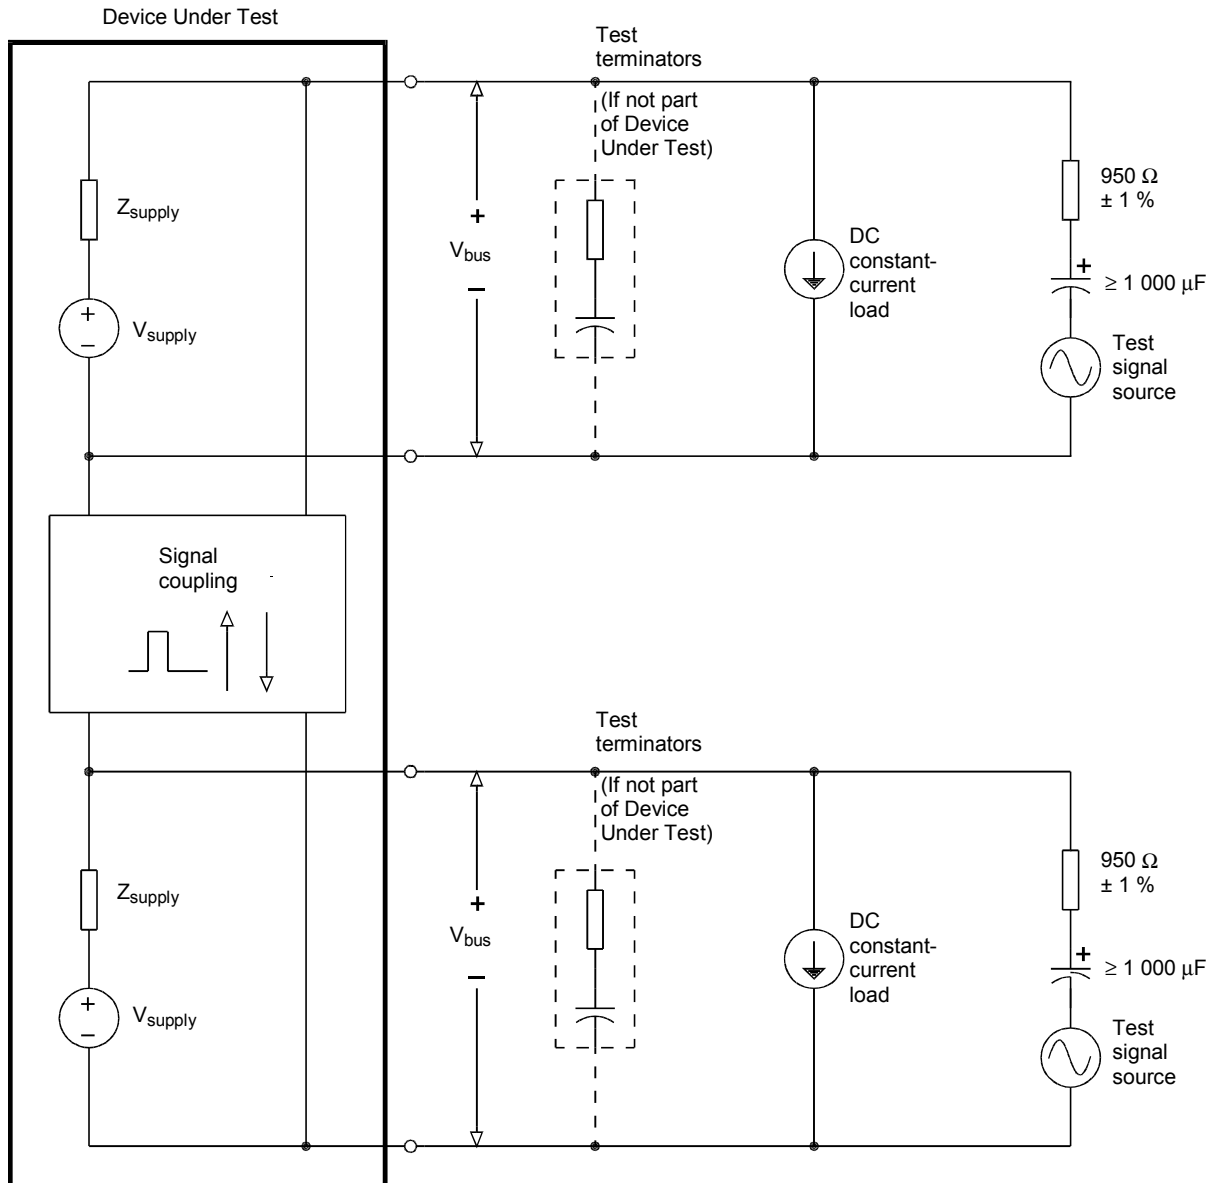 Device Under Test
Test
terminators
(If not part
of Device
Under Test)
Zsupply
+
Vbus
−
950 Ω
± 1 %
DC
constant-
current
load
+
≥ 1 000 μF
+
−
Vsupply
Test
signal
source
Signal
coupling
Test
terminators
(If not part
of Device
Under Test)
Zsupply
+
Vbus
−
950 Ω
± 1 %
DC
constant-
current
load
+
≥ 1 000 μF
+
−
Vsupply
Test
signal
source